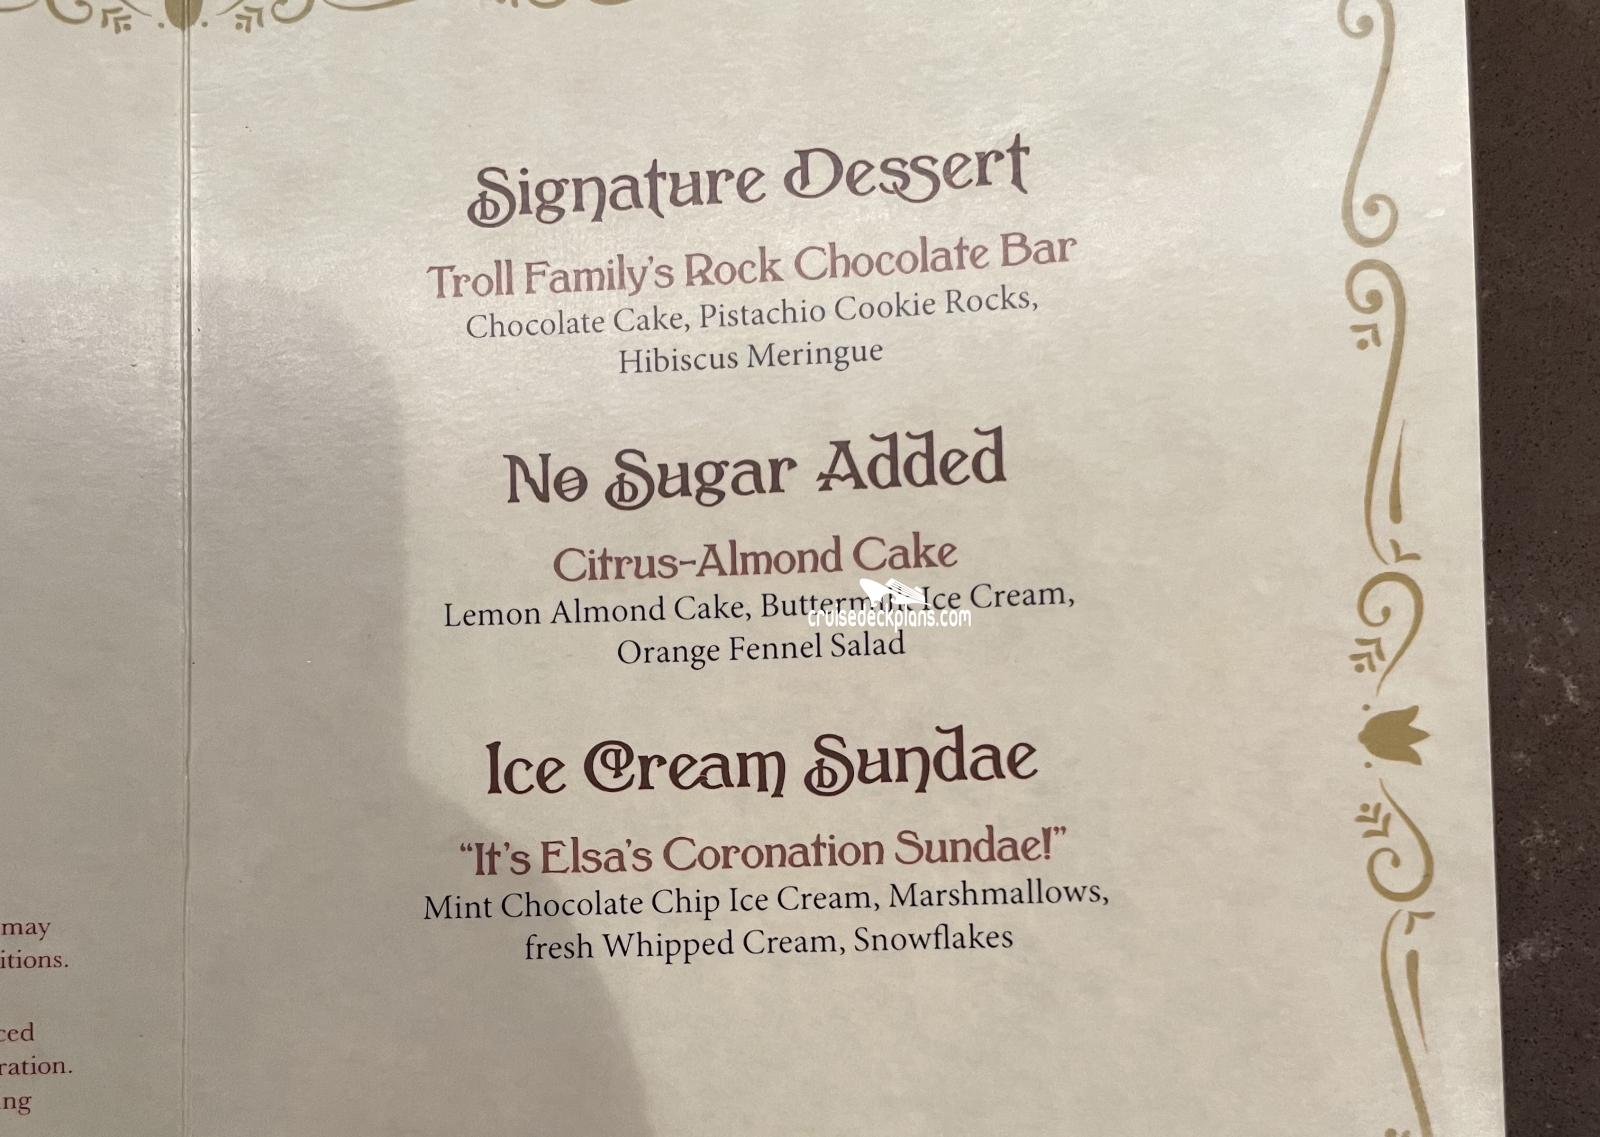 Signature Dessert
Troll Family's Rock Chocolate Bar
Chocolate Cake, Pistachio Cookie Rocks,
Hibiscus Meringue
No Sugar Added
Citrus-Almond Cake
Lemon Almond Cake, Buttermilk Ice Cream,
cruisedeckplans.com
Orange Fennel Salad
Ice Cream Sundae
“It's Elsa's Coronation Sundae!”
Mint Chocolate Chip Ice Cream, Marshmallows,
fresh Whipped Cream, Snowflakes
may
itions.
ced
ration.
ng